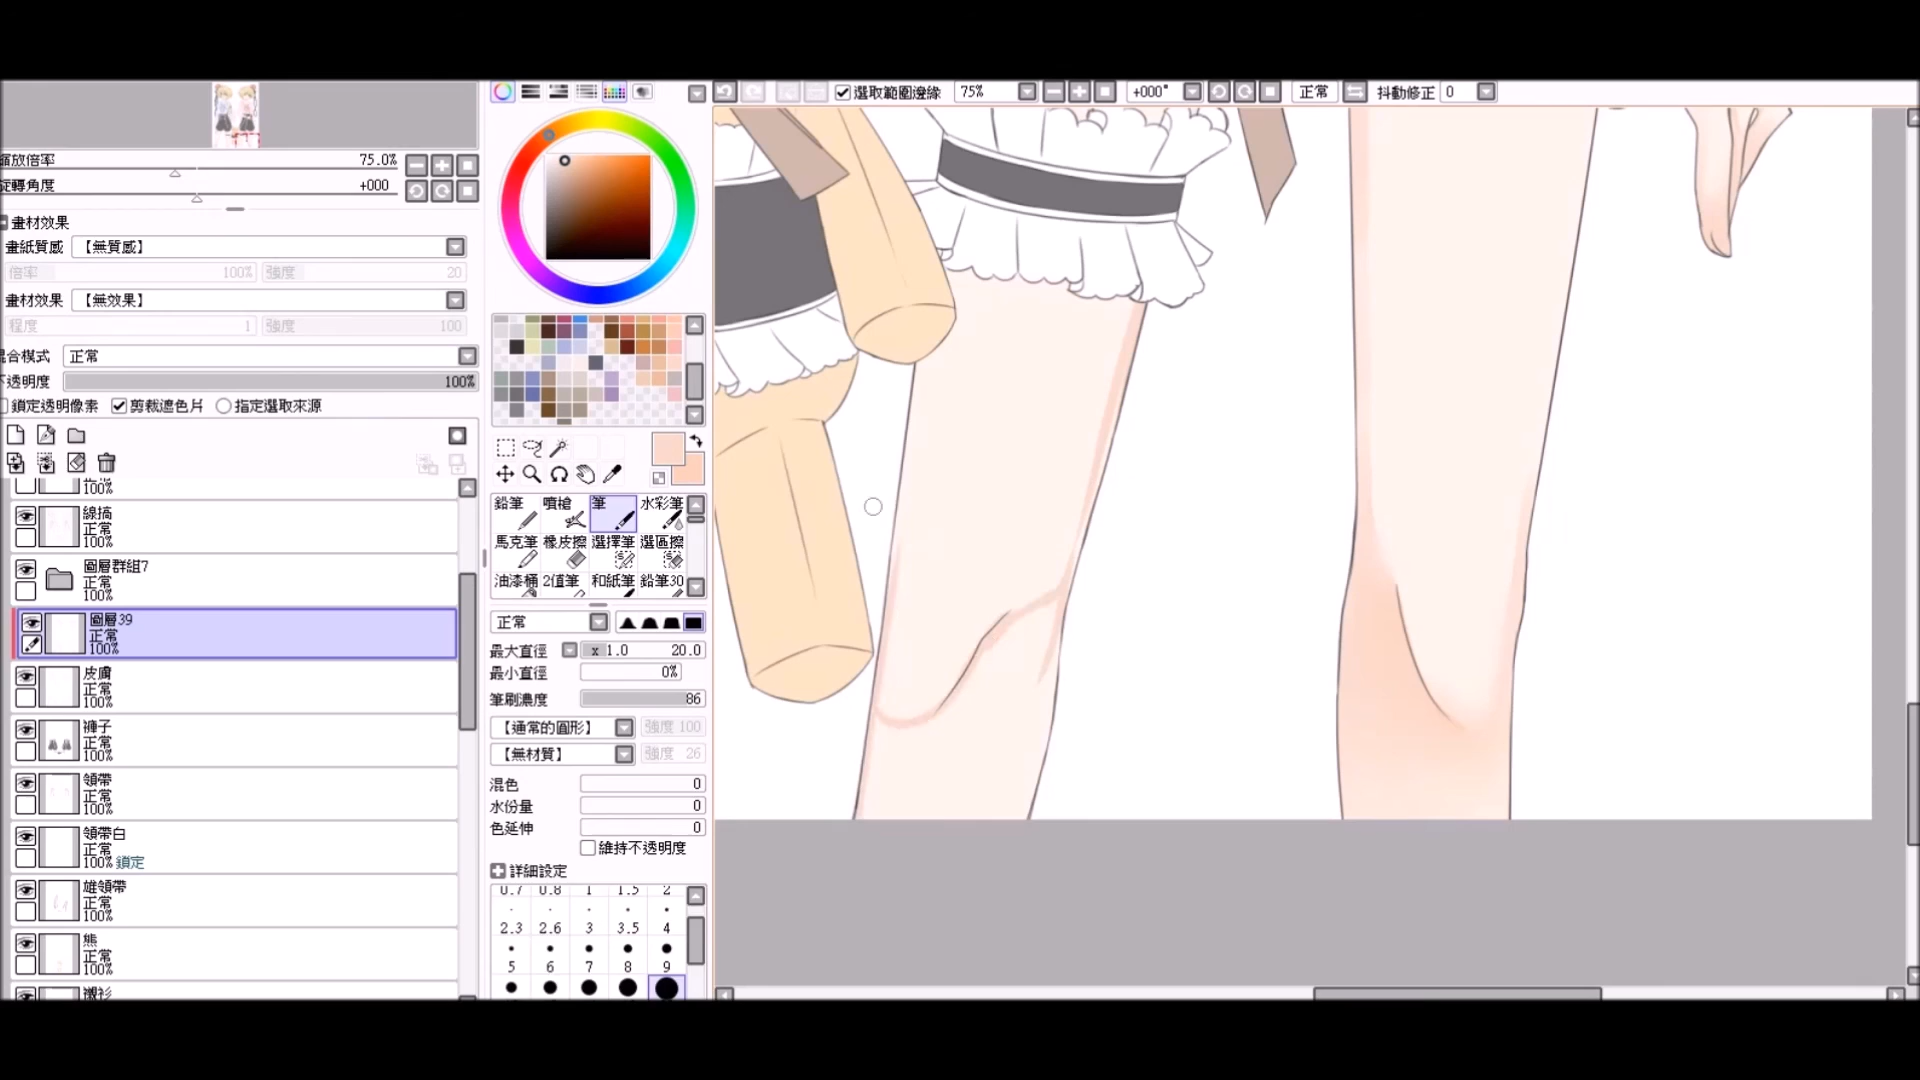 選取範圍邊緣 75% +000° 正常 抖動修正 0
縮放倍率 75.0%
旋轉角度 +000
畫材效果
畫紙質感 【無質感】
倍率 100% 強度 20
畫材效果 【無效果】
程度 1 強度 100
混合模式 正常
不透明度 100%
鎖定透明像素 剪裁遮色片 指定選取來源
100%
線搞
正常
100%
圖層群組7
正常
100%
圖層39
正常
100%
皮膚
正常
100%
褲子
正常
100%
領帶
正常
100%
領帶白
正常
100% 鎖定
雄領帶
正常
100%
熊
正常
100%
襯衫
鉛筆 噴槍 筆 水彩筆
馬克筆 橡皮擦 選擇筆 選區擦
油漆桶 2值筆 和紙筆 鉛筆30
正常
最大直徑 x 1.0 20.0
最小直徑 0%
筆刷濃度 86
【通常的圓形】 強度 100
【無材質】 強度 26
混色 0
水份量 0
色延伸 0
維持不透明度
詳細設定
0.7 0.8 1 1.5 2
2.3 2.6 3 3.5 4
5 6 7 8 9